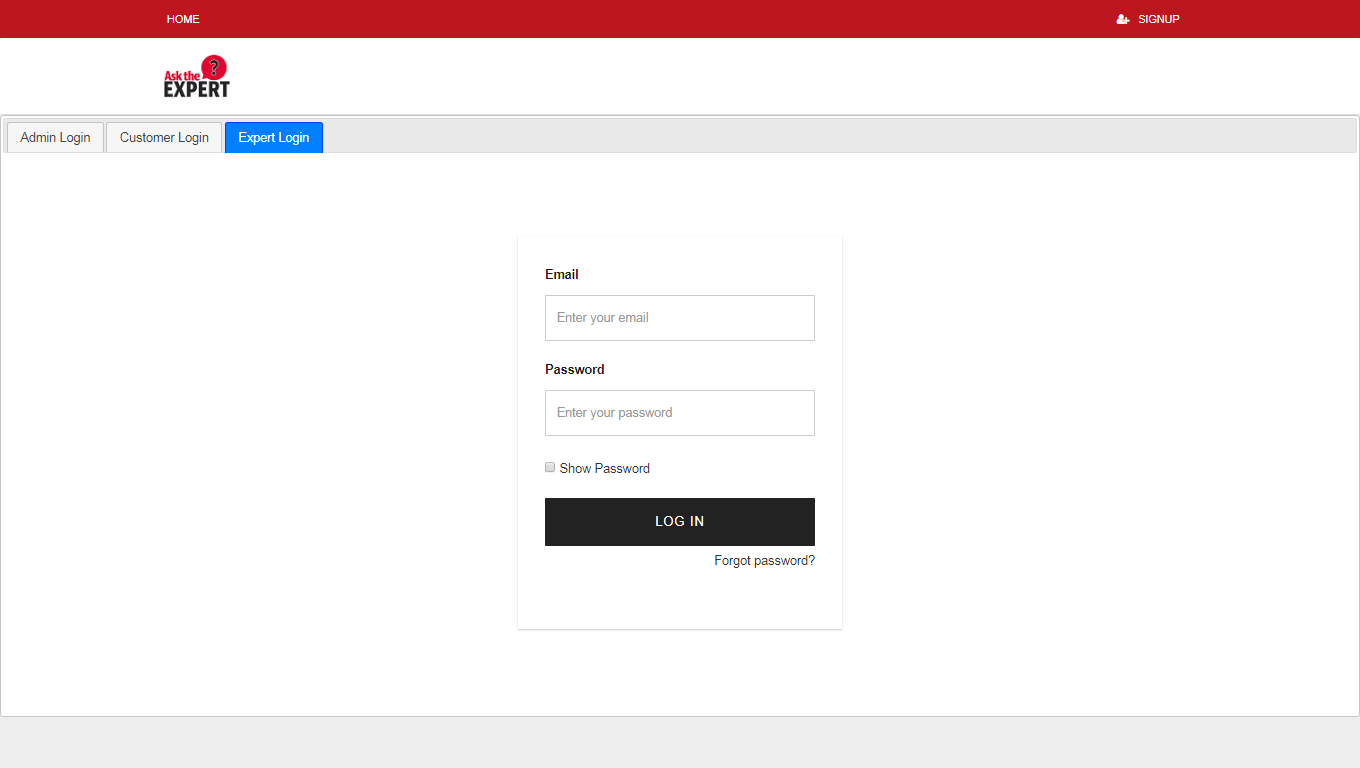 HOME
SIGNUP
Ask the ?
EXPERT
Admin Login
Customer Login
Expert Login
Email
Enter your email
Password
Enter your password
Show Password
LOG IN
Forgot password?